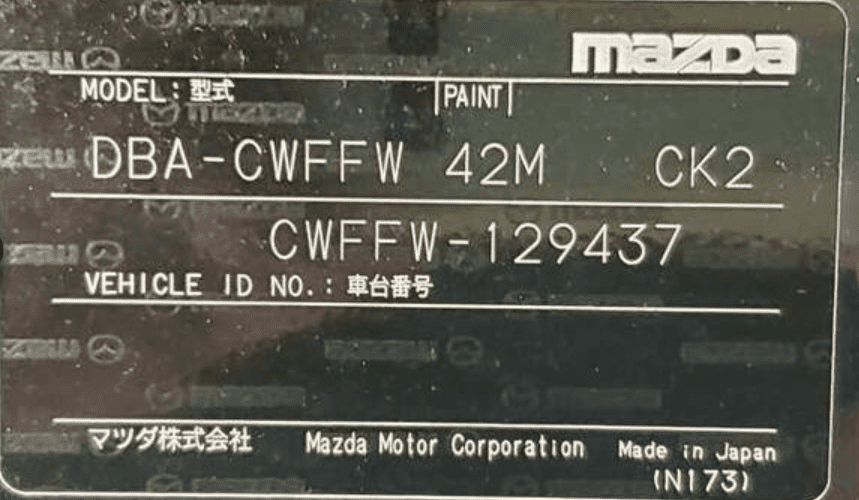 mazda
MODEL: 型式 PAINT
DBA-CWFFW 42M CK2
CWFFW-129437
VEHICLE ID NO.: 車台番号
マツダ株式会社 Mazda Motor Corporation Made in Japan
(N173)